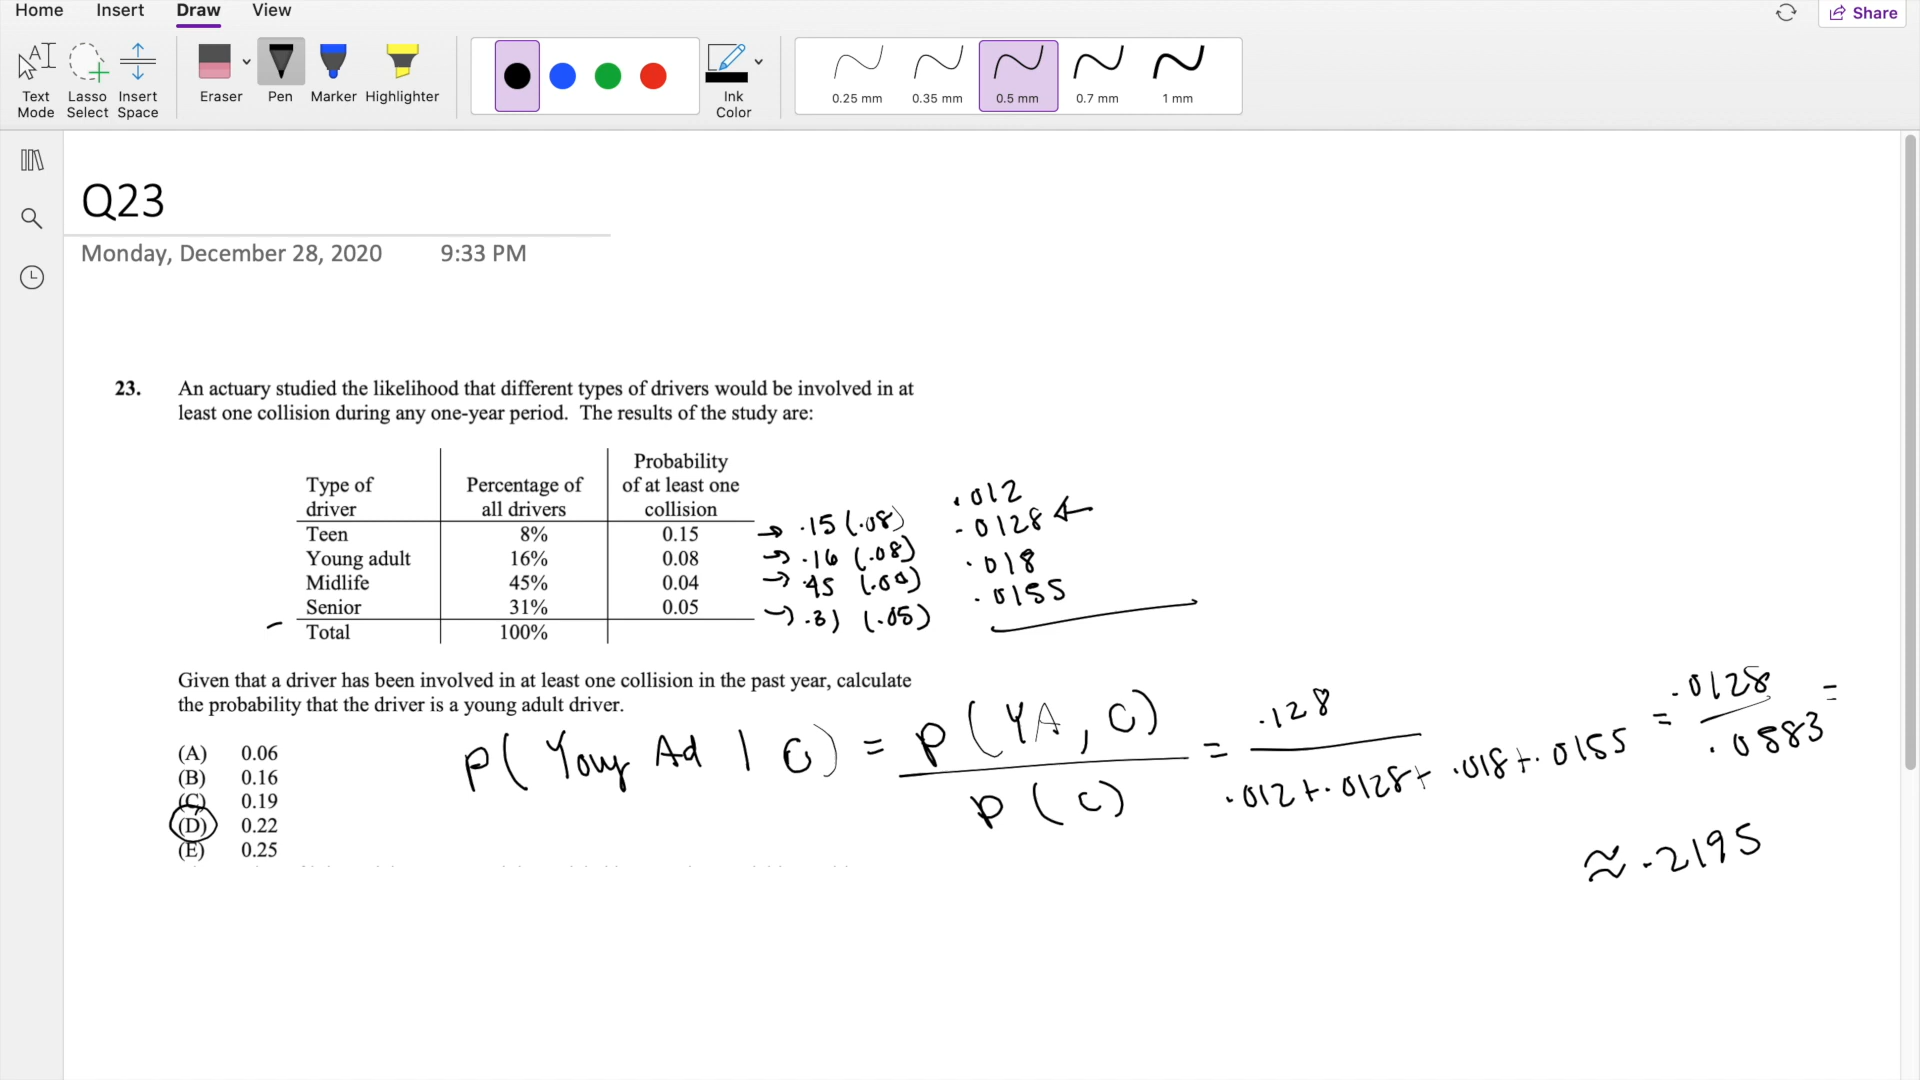 Home Insert Draw View Share
Text Mode Lasso Select Insert Space Eraser Pen Marker Highlighter Ink Color 0.25 mm 0.35 mm 0.5 mm 0.7 mm 1 mm
Q23
Monday, December 28, 2020 9:33 PM
23. An actuary studied the likelihood that different types of drivers would be involved in at
least one collision during any one-year period. The results of the study are:
Type of driver Percentage of all drivers Probability of at least one collision
Teen 8% 0.15 → .15 (.08) .012
Young adult 16% 0.08 → .16 (.08) .0128 ←
Midlife 45% 0.04 → .45 (.04) .018
Senior 31% 0.05 → .31 (.05) .0155
Total 100%
Given that a driver has been involved in at least one collision in the past year, calculate
the probability that the driver is a young adult driver.
(A) 0.06
(B) 0.16
(C) 0.19
(D) 0.22
(E) 0.25
P( Young Ad | C) = P(YA, C) / P(C) = .128 / .012 + .0128 + .018 + .0155 = .0128 / .0583 =
≈ .2195